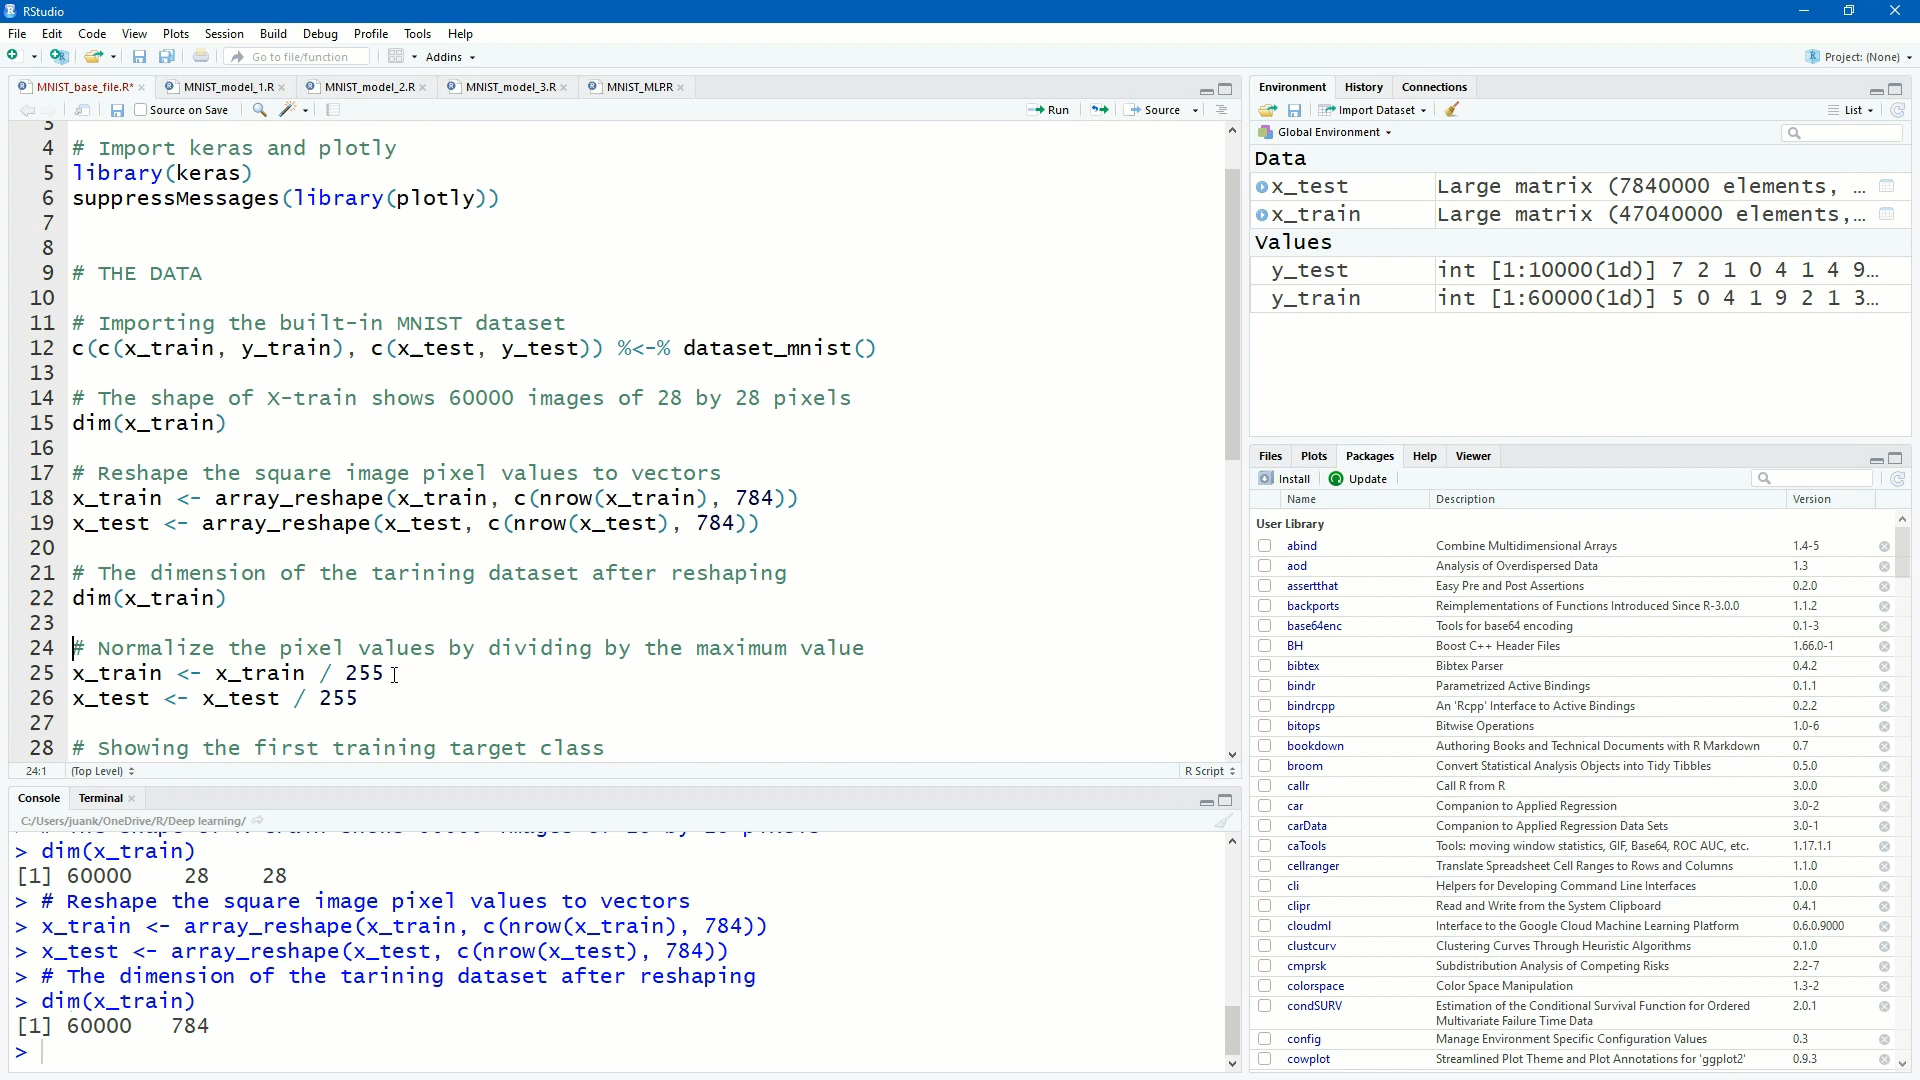 RStudio
File Edit Code View Plots Session Build Debug Profile Tools Help
Go to file/function Addins Project: (None)
MNIST_base_file.R* MNIST_model_1.R MNIST_model_2.R MNIST_model_3.R MNIST_MLRR
Source on Save Run Source
3
4 # Import keras and plotly
5 library(keras)
6 suppressMessages(library(plotly))
7
8
9 # THE DATA
10
11 # Importing the built-in MNIST dataset
12 c(c(x_train, y_train), c(x_test, y_test)) %<-% dataset_mnist()
13
14 # The shape of X-train shows 60000 images of 28 by 28 pixels
15 dim(x_train)
16
17 # Reshape the square image pixel values to vectors
18 x_train <- array_reshape(x_train, c(nrow(x_train), 784))
19 x_test <- array_reshape(x_test, c(nrow(x_test), 784))
20
21 # The dimension of the tarining dataset after reshaping
22 dim(x_train)
23
24 # Normalize the pixel values by dividing by the maximum value
25 x_train <- x_train / 255
26 x_test <- x_test / 255
27
28 # Showing the first training target class
24:1 (Top Level) R Script
Console Terminal
C:/Users/juank/OneDrive/R/Deep learning/
> dim(x_train)
[1] 60000 28 28
> # Reshape the square image pixel values to vectors
> x_train <- array_reshape(x_train, c(nrow(x_train), 784))
> x_test <- array_reshape(x_test, c(nrow(x_test), 784))
> # The dimension of the tarining dataset after reshaping
> dim(x_train)
[1] 60000 784
>
Environment History Connections
Import Dataset List
Global Environment
Data
x_test Large matrix (7840000 elements, ...
x_train Large matrix (47040000 elements,...
Values
y_test int [1:10000(1d)] 7 2 1 0 4 1 4 9...
y_train int [1:60000(1d)] 5 0 4 1 9 2 1 3...
Files Plots Packages Help Viewer
Install Update
Name Description Version
User Library
abind Combine Multidimensional Arrays 1.4-5
aod Analysis of Overdispersed Data 1.3
assertthat Easy Pre and Post Assertions 0.2.0
backports Reimplementations of Functions Introduced Since R-3.0.0 1.1.2
base64enc Tools for base64 encoding 0.1-3
BH Boost C++ Header Files 1.66.0-1
bibtex Bibtex Parser 0.4.2
bindr Parametrized Active Bindings 0.1.1
bindrcpp An 'Rcpp' Interface to Active Bindings 0.2.2
bitops Bitwise Operations 1.0-6
bookdown Authoring Books and Technical Documents with R Markdown 0.7
broom Convert Statistical Analysis Objects into Tidy Tibbles 0.5.0
callr Call R from R 3.0.0
car Companion to Applied Regression 3.0-2
carData Companion to Applied Regression Data Sets 3.0-1
caTools Tools: moving window statistics, GIF, Base64, ROC AUC, etc. 1.17.1.1
cellranger Translate Spreadsheet Cell Ranges to Rows and Columns 1.1.0
cli Helpers for Developing Command Line Interfaces 1.0.0
clipr Read and Write from the System Clipboard 0.4.1
cloudml Interface to the Google Cloud Machine Learning Platform 0.6.0.9000
clustcurv Clustering Curves Through Heuristic Algorithms 0.1.0
cmprsk Subdistribution Analysis of Competing Risks 2.2-7
colorspace Color Space Manipulation 1.3-2
condSURV Estimation of the Conditional Survival Function for Ordered 2.0.1
Multivariate Failure Time Data
config Manage Environment Specific Configuration Values 0.3
cowplot Streamlined Plot Theme and Plot Annotations for 'ggplot2' 0.9.3